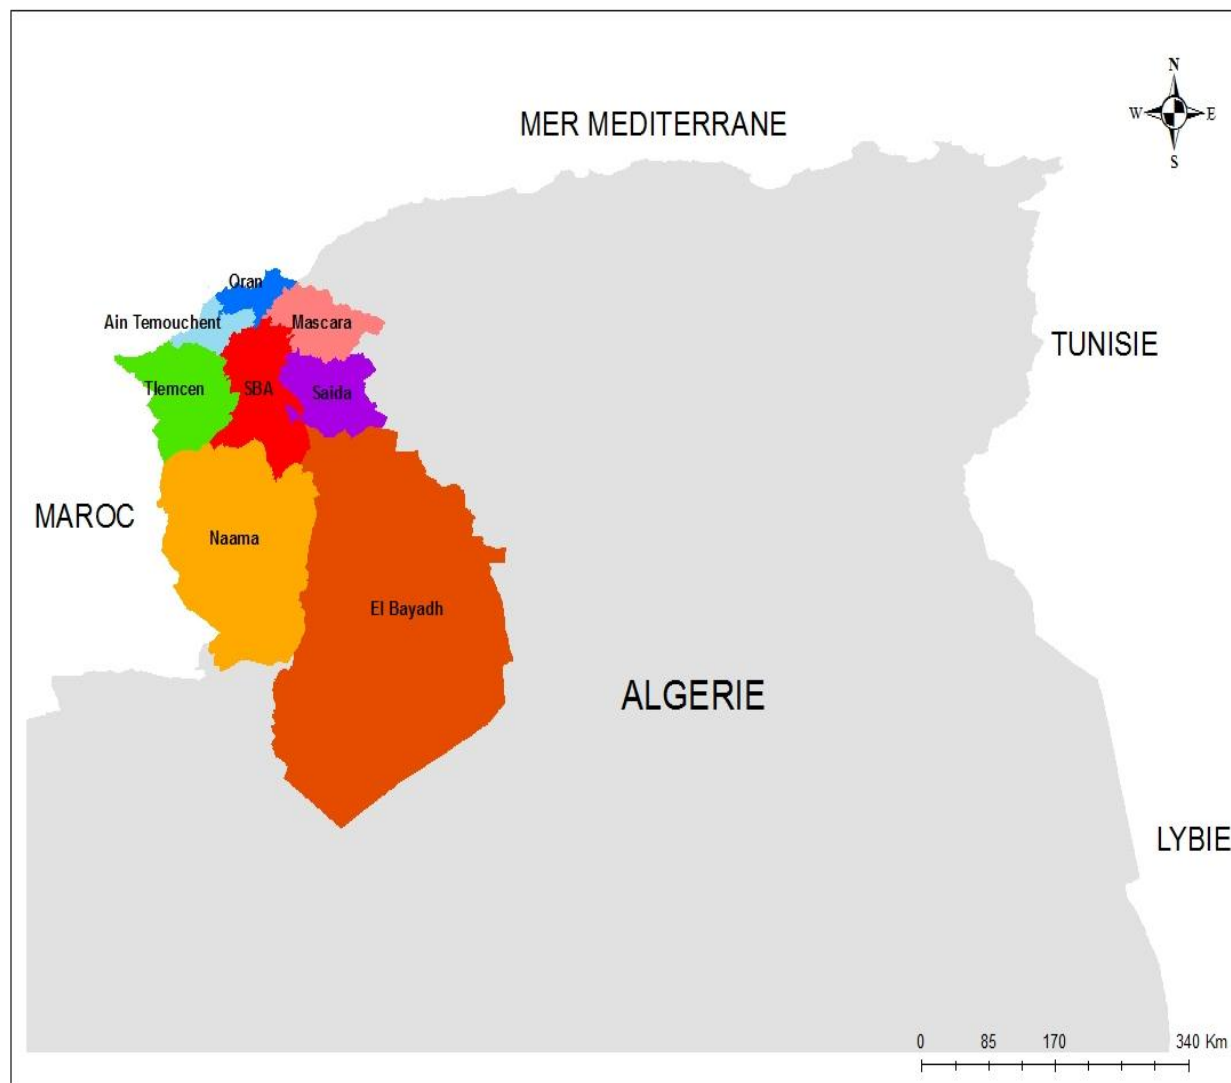 N
MER MEDITERRANE
W E
S
Oran
Ain Temouchent
Mascara
TUNISIE
Tlemcen
SBA
Saida
MAROC
Naama
El Bayadh
ALGERIE
LYBIE
0 85 170 340 Km